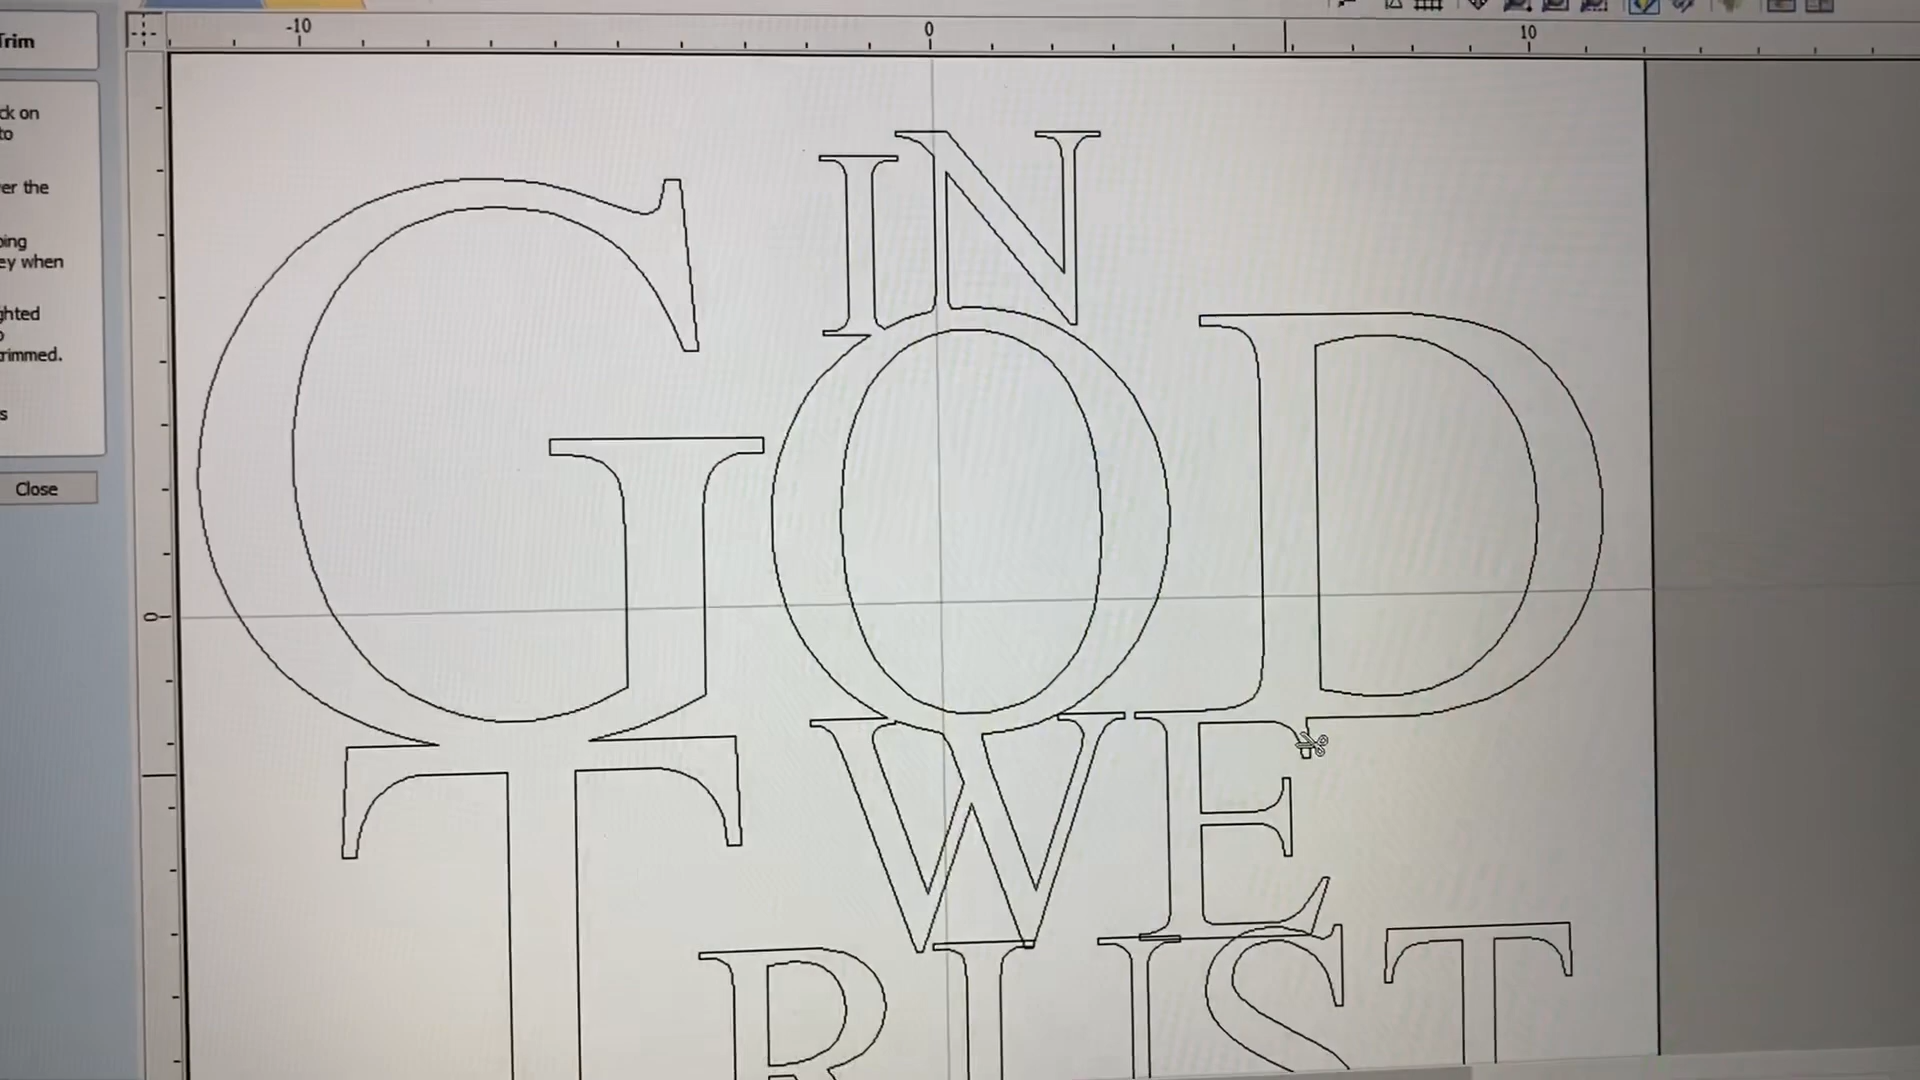 Trim
ck on
to
er the
ping
ey when
ghted
rimmed.
s
Close
-10 0 10
0
IN
GOD
WE
TRUST